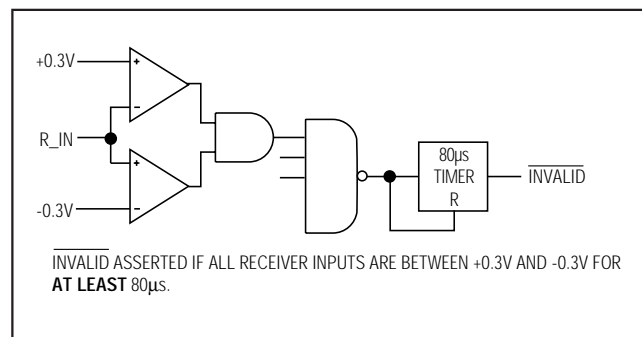 +0.3V
+
−
R_IN
+
-0.3V
−
80µs
TIMER
R
INVALID
INVALID ASSERTED IF ALL RECEIVER INPUTS ARE BETWEEN +0.3V AND -0.3V FOR
AT LEAST 80µs.